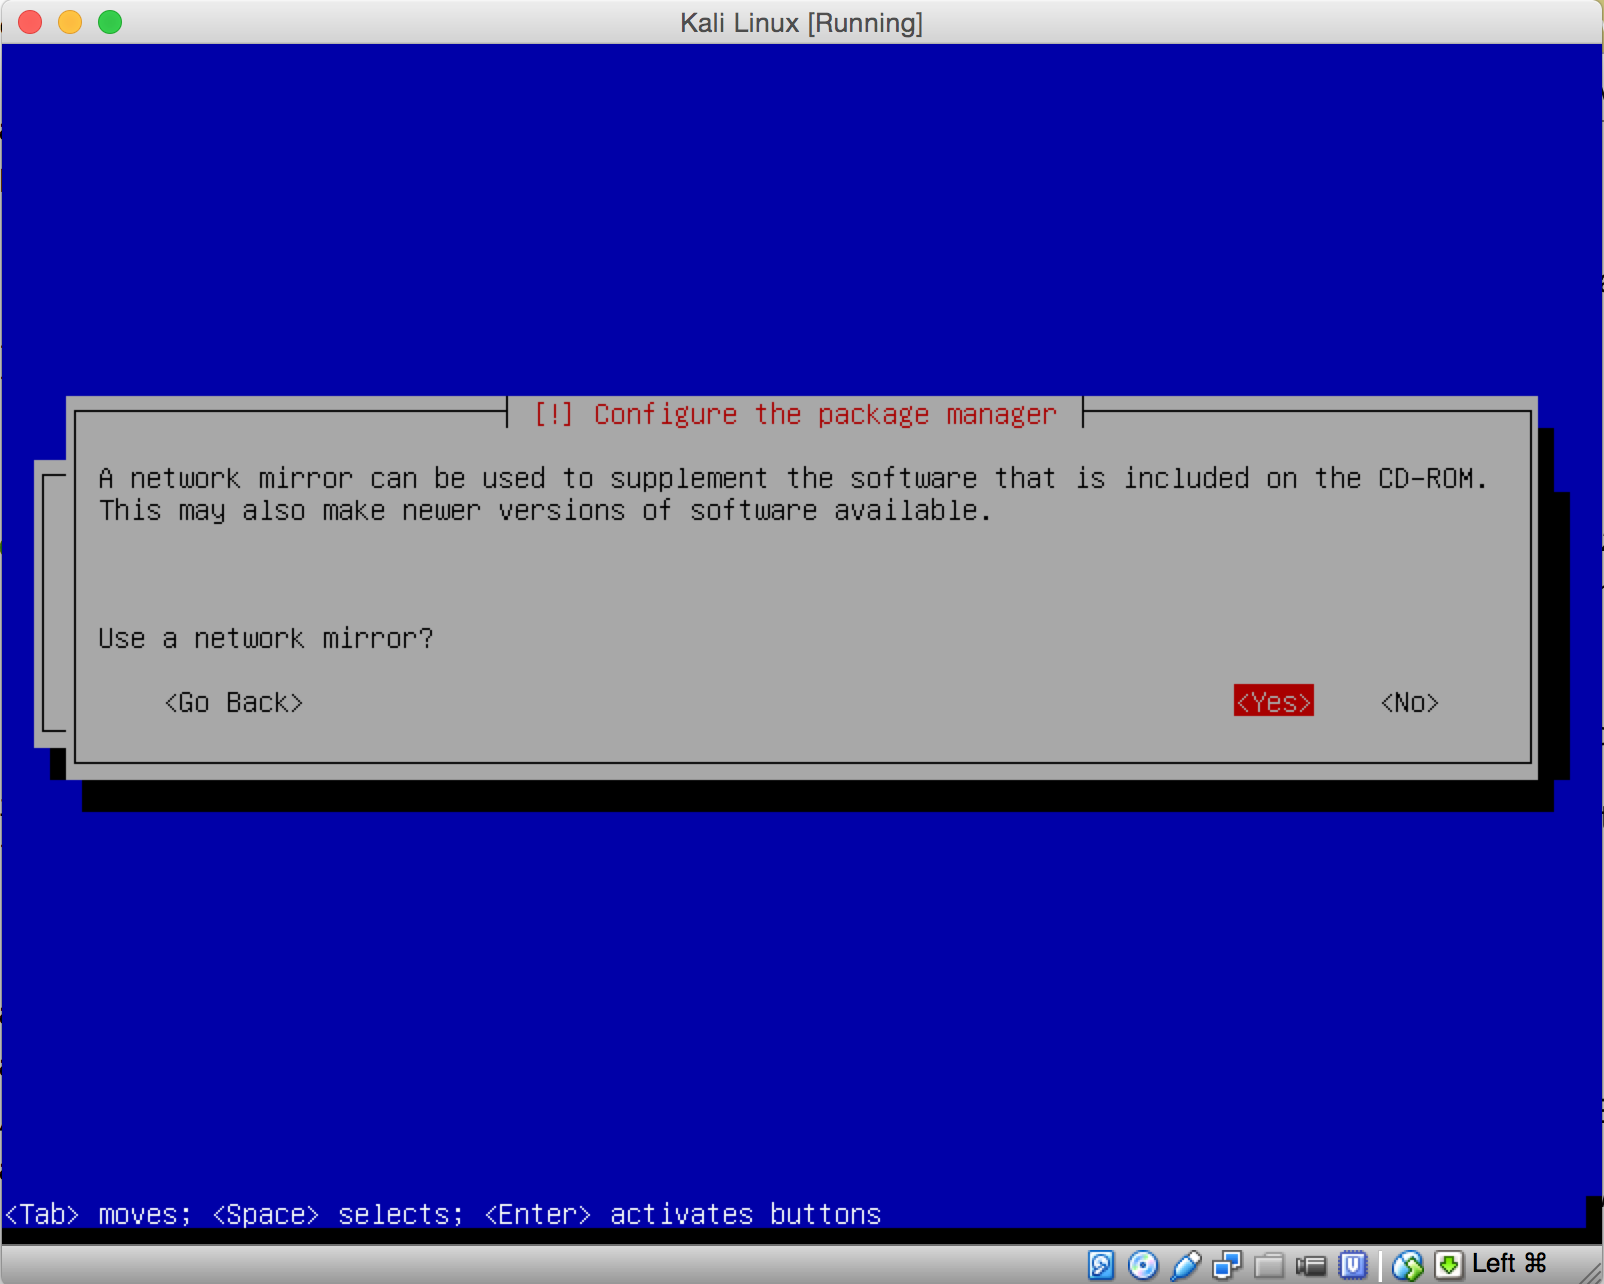 Kali Linux [Running]
[!] Configure the package manager
A network mirror can be used to supplement the software that is included on the CD-ROM.
This may also make newer versions of software available.
Use a network mirror?
<Go Back> <Yes> <No>
<Tab> moves; <Space> selects; <Enter> activates buttons
Left ⌘